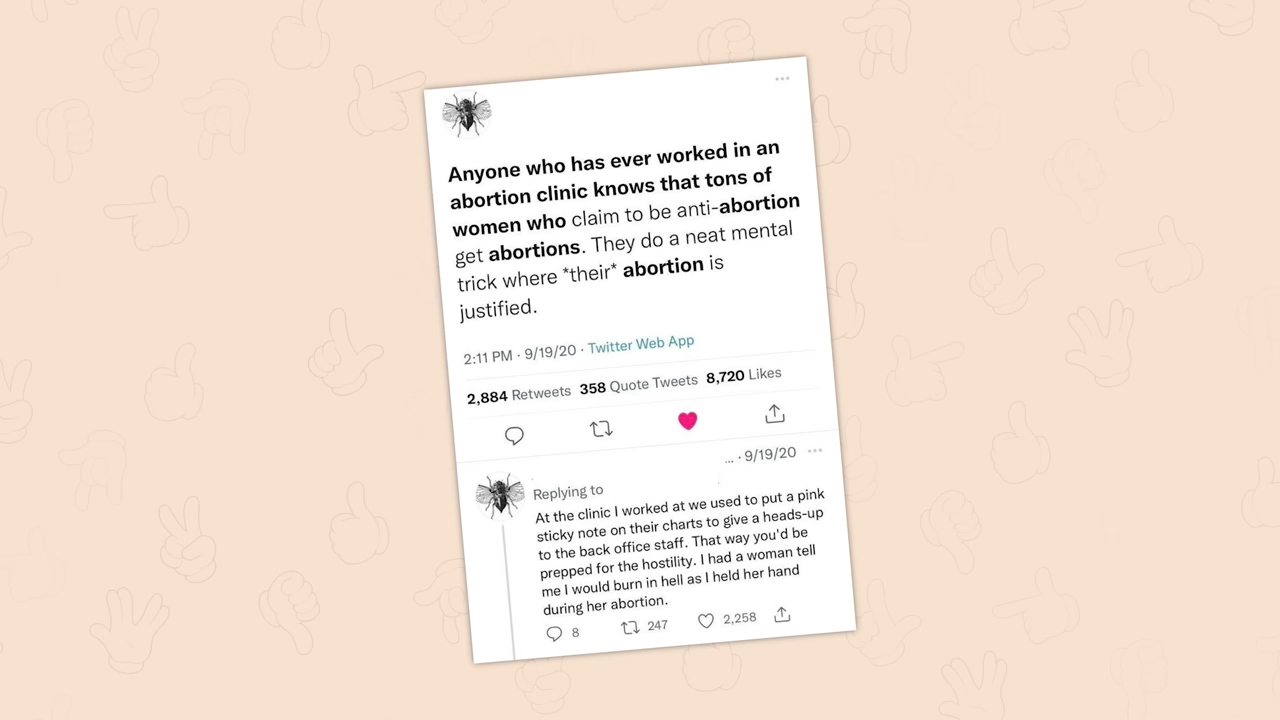 Anyone who has ever worked in an
abortion clinic knows that tons of
women who claim to be anti-abortion
get abortions. They do a neat mental
trick where *their* abortion is
justified.
2:11 PM · 9/19/20 · Twitter Web App
2,884 Retweets 358 Quote Tweets 8,720 Likes
... · 9/19/20
Replying to
At the clinic I worked at we used to put a pink
sticky note on their charts to give a heads-up
to the back office staff. That way you'd be
prepped for the hostility. I had a woman tell
me I would burn in hell as I held her hand
during her abortion.
8 247 2,258